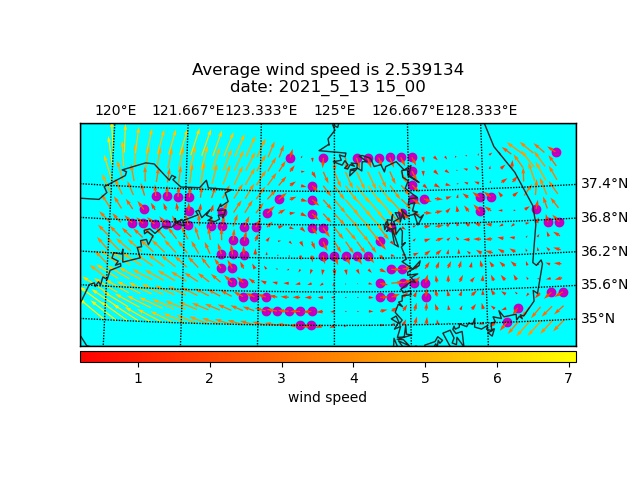 Average wind speed is 2.539134
date: 2021_5_13 15_00
120°E 121.667°E 123.333°E 125°E 126.667°E 128.333°E
37.4°N
36.8°N
36.2°N
35.6°N
35°N
1 2 3 4 5 6 7
wind speed